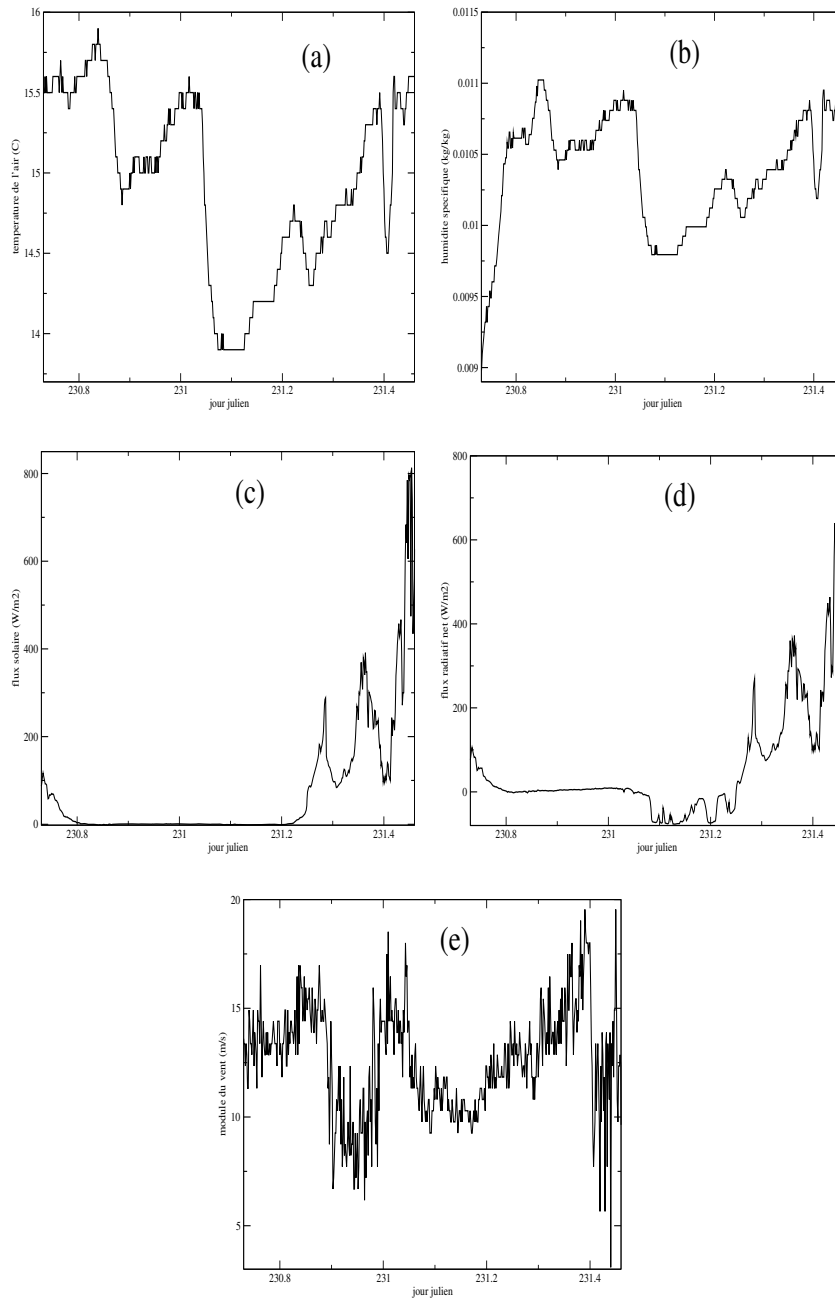 (a)
16
15.5
15
14.5
14
temperature de l'air (C)
230.8 231 231.2 231.4
jour julien
(b)
0.0115
0.011
0.0105
0.01
0.0095
0.009
humidite specifique (kg/kg)
230.8 231 231.2 231.4
jour julien
(c)
800
600
400
200
0
flux solaire (W/m2)
230.8 231 231.2 231.4
jour julien
(d)
800
600
400
200
0
flux radiatif net (W/m2)
230.8 231 231.2 231.4
jour julien
(e)
20
15
10
5
module du vent (m/s)
230.8 231 231.2 231.4
jour julien